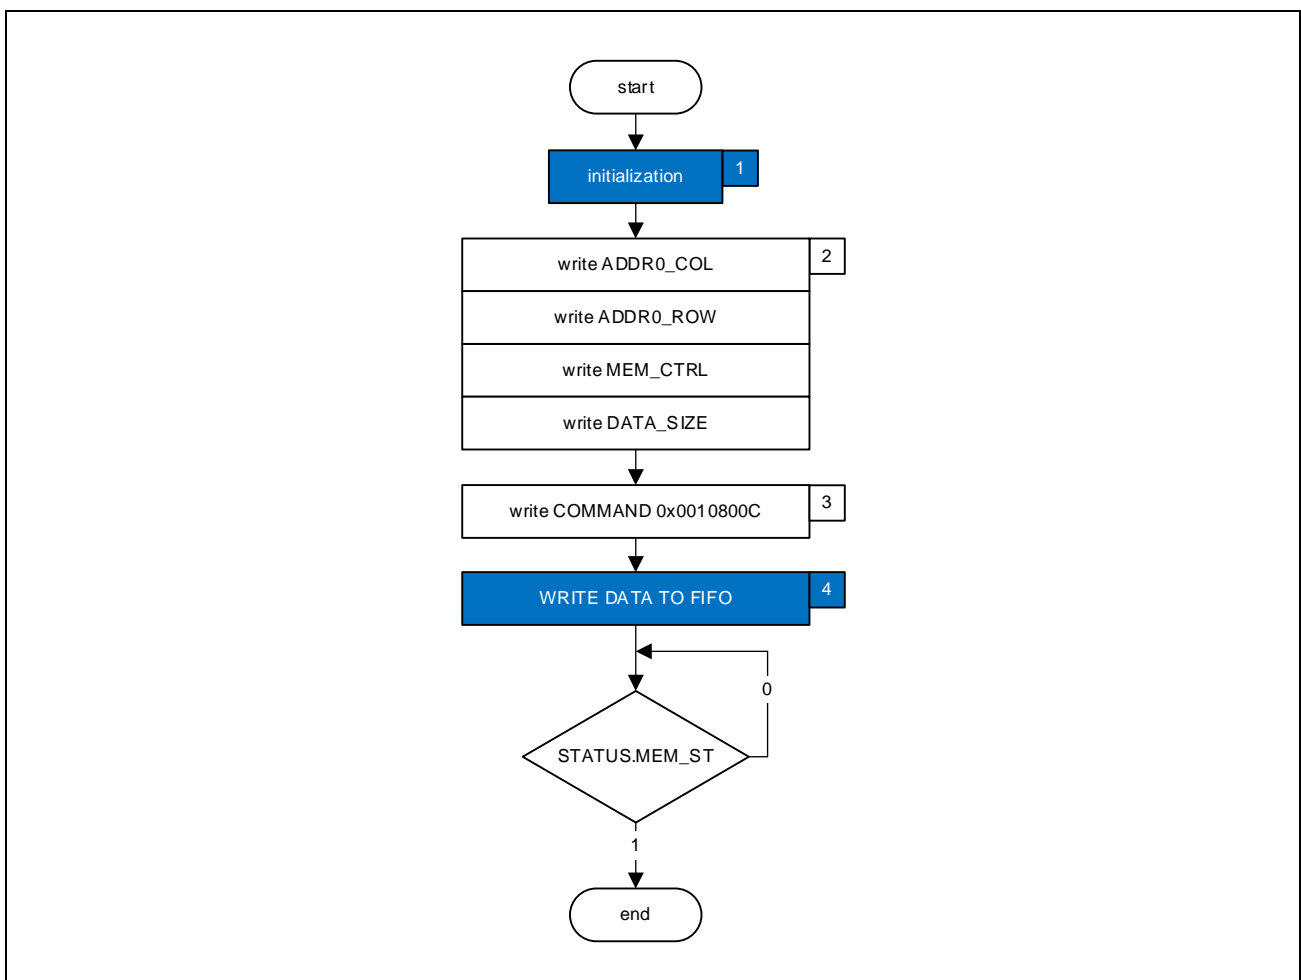 start
initialization
1
write ADDR0_COL
2
write ADDR0_ROW
write MEM_CTRL
write DATA_SIZE
write COMMAND 0x0010800C
3
WRITE DATA TO FIFO
4
0
STATUS.MEM_ST
1
end